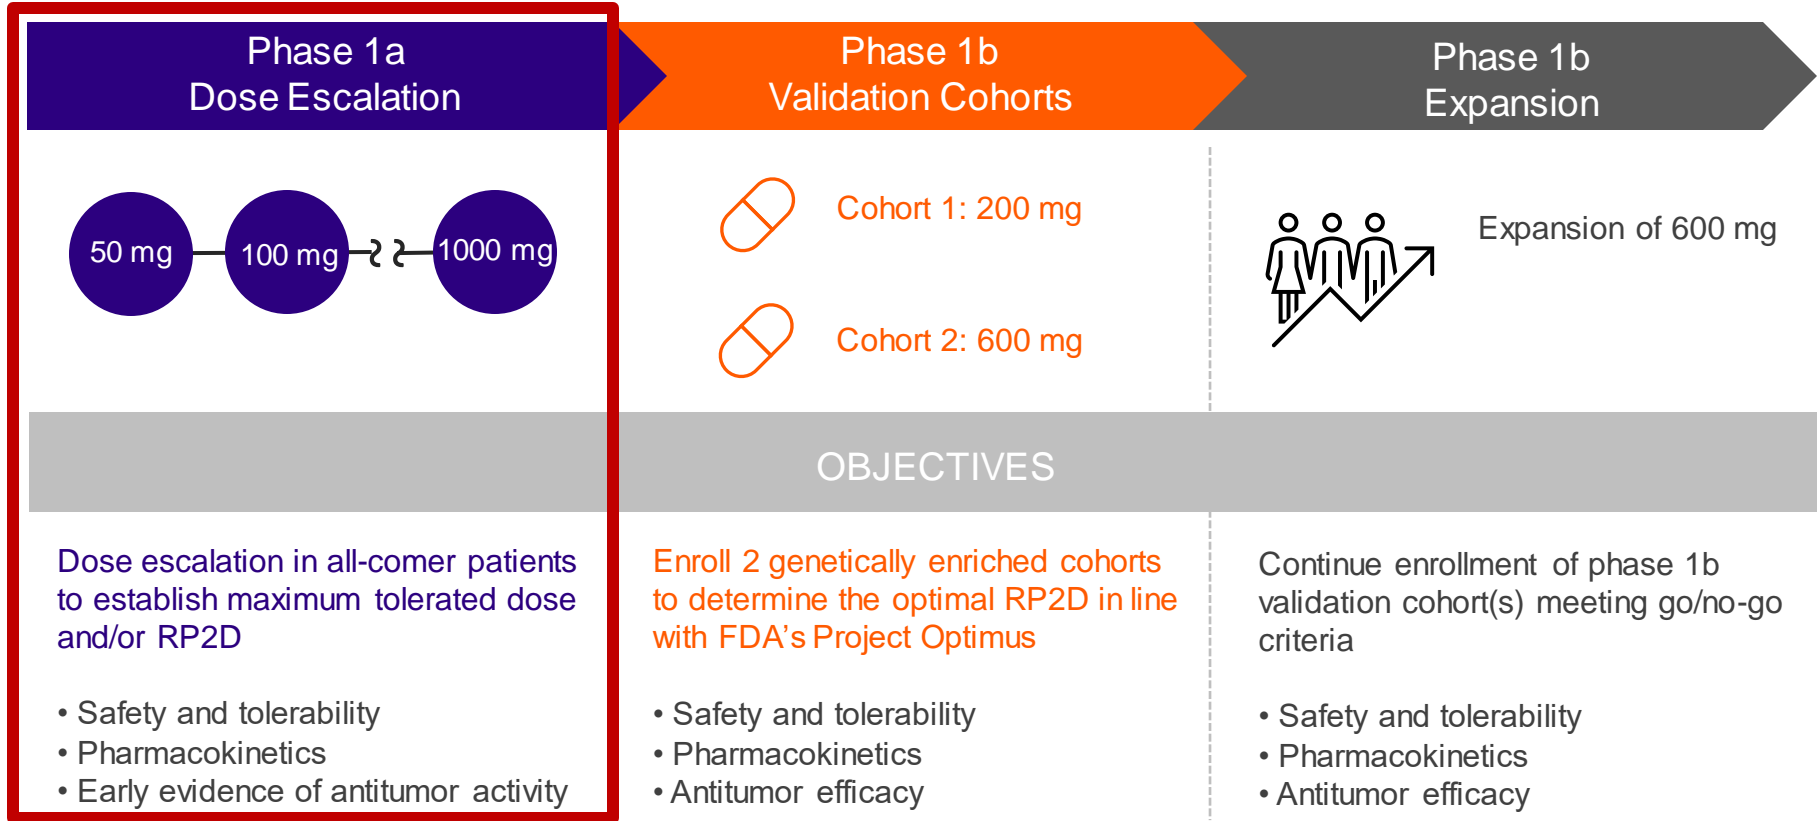 Phase 1a
Dose Escalation
Phase 1b
Validation Cohorts
Phase 1b
Expansion
50 mg
100 mg
1000 mg
Cohort 1: 200 mg
Cohort 2: 600 mg
Expansion of 600 mg
OBJECTIVES
Dose escalation in all-comer patients
to establish maximum tolerated dose
and/or RP2D
• Safety and tolerability
• Pharmacokinetics
• Early evidence of antitumor activity
Enroll 2 genetically enriched cohorts
to determine the optimal RP2D in line
with FDA's Project Optimus
• Safety and tolerability
• Pharmacokinetics
• Antitumor efficacy
Continue enrollment of phase 1b
validation cohort(s) meeting go/no-go
criteria
• Safety and tolerability
• Pharmacokinetics
• Antitumor efficacy